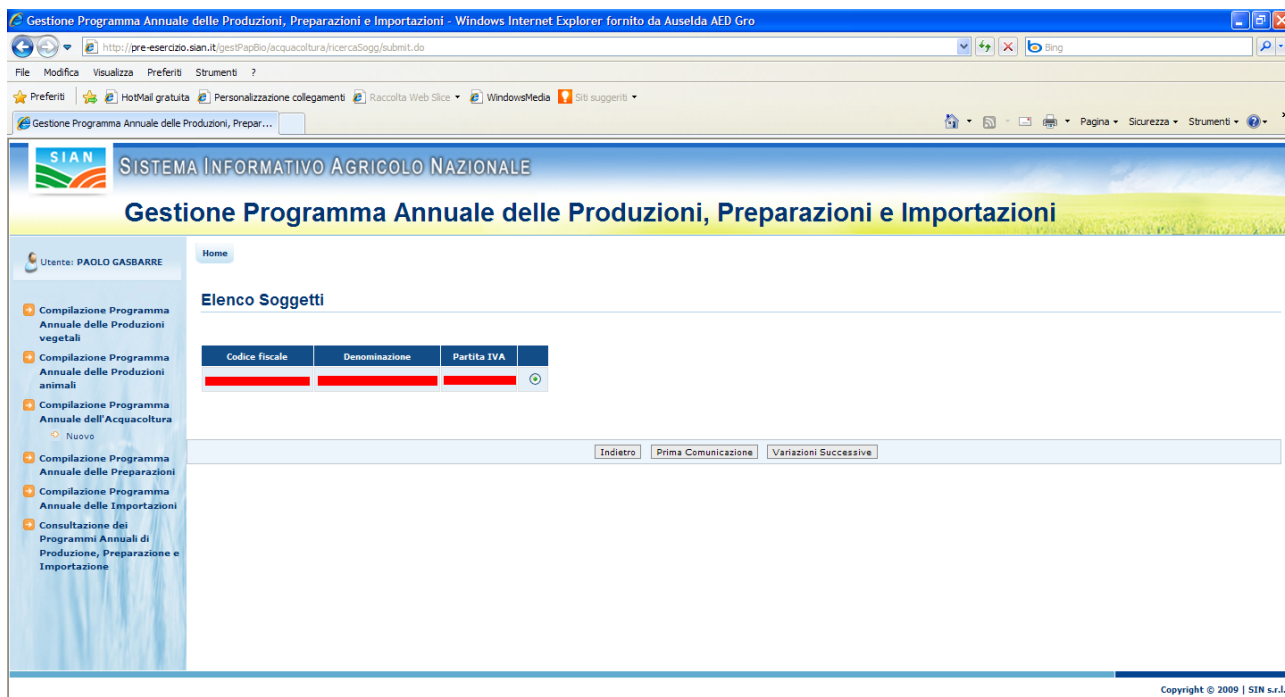 Gestione Programma Annuale delle Produzioni, Preparazioni e Importazioni - Windows Internet Explorer fornito da Auselda AED Gro
http://pre-esercizio.sian.it/gestPapBio/acquacoltura/ricercaSogg/submit.do
Bing
File Modifica Visualizza Preferiti Strumenti ?
Preferiti HotMail gratuita Personalizzazione collegamenti Raccolta Web Slice WindowsMedia Siti suggeriti
Gestione Programma Annuale delle Produzioni, Prepar... Pagina Sicurezza Strumenti
SIAN SISTEMA INFORMATIVO AGRICOLO NAZIONALE
Gestione Programma Annuale delle Produzioni, Preparazioni e Importazioni
Utente: PAOLO GASBARRE
Home
Compilazione Programma
Annuale delle Produzioni
vegetali
Compilazione Programma
Annuale delle Produzioni
animali
Compilazione Programma
Annuale dell'Acquacoltura
Nuovo
Compilazione Programma
Annuale delle Preparazioni
Compilazione Programma
Annuale delle Importazioni
Consultazione dei
Programmi Annuali di
Produzione, Preparazione e
Importazione
Elenco Soggetti
Codice fiscale Denominazione Partita IVA
Indietro Prima Comunicazione Variazioni Successive
Copyright © 2009 | SIN s.r.l.